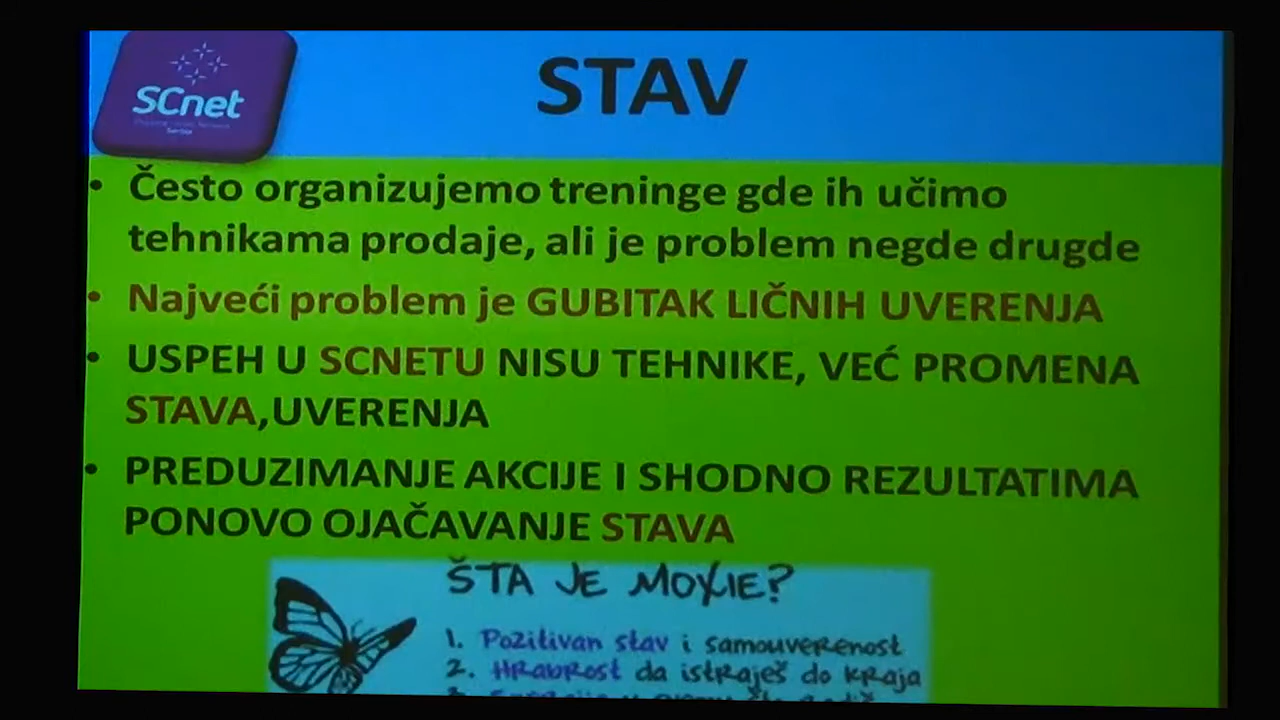 SCnet
Serbia
STAV
• Često organizujemo treninge gde ih učimo
tehnikama prodaje, ali je problem negde drugde
• Najveći problem je GUBITAK LIČNIH UVERENJA
• USPEH U SCNETU NISU TEHNIKE, VEĆ PROMENA
STAVA,UVERENJA
• PREDUZIMANJE AKCIJE I SHODNO REZULTATIMA
PONOVO OJAČAVANJE STAVA
ŠTA JE MOXIE?
1. Pozitivan stav i samouverenost
2. Hrabrost da istraješ do kraja